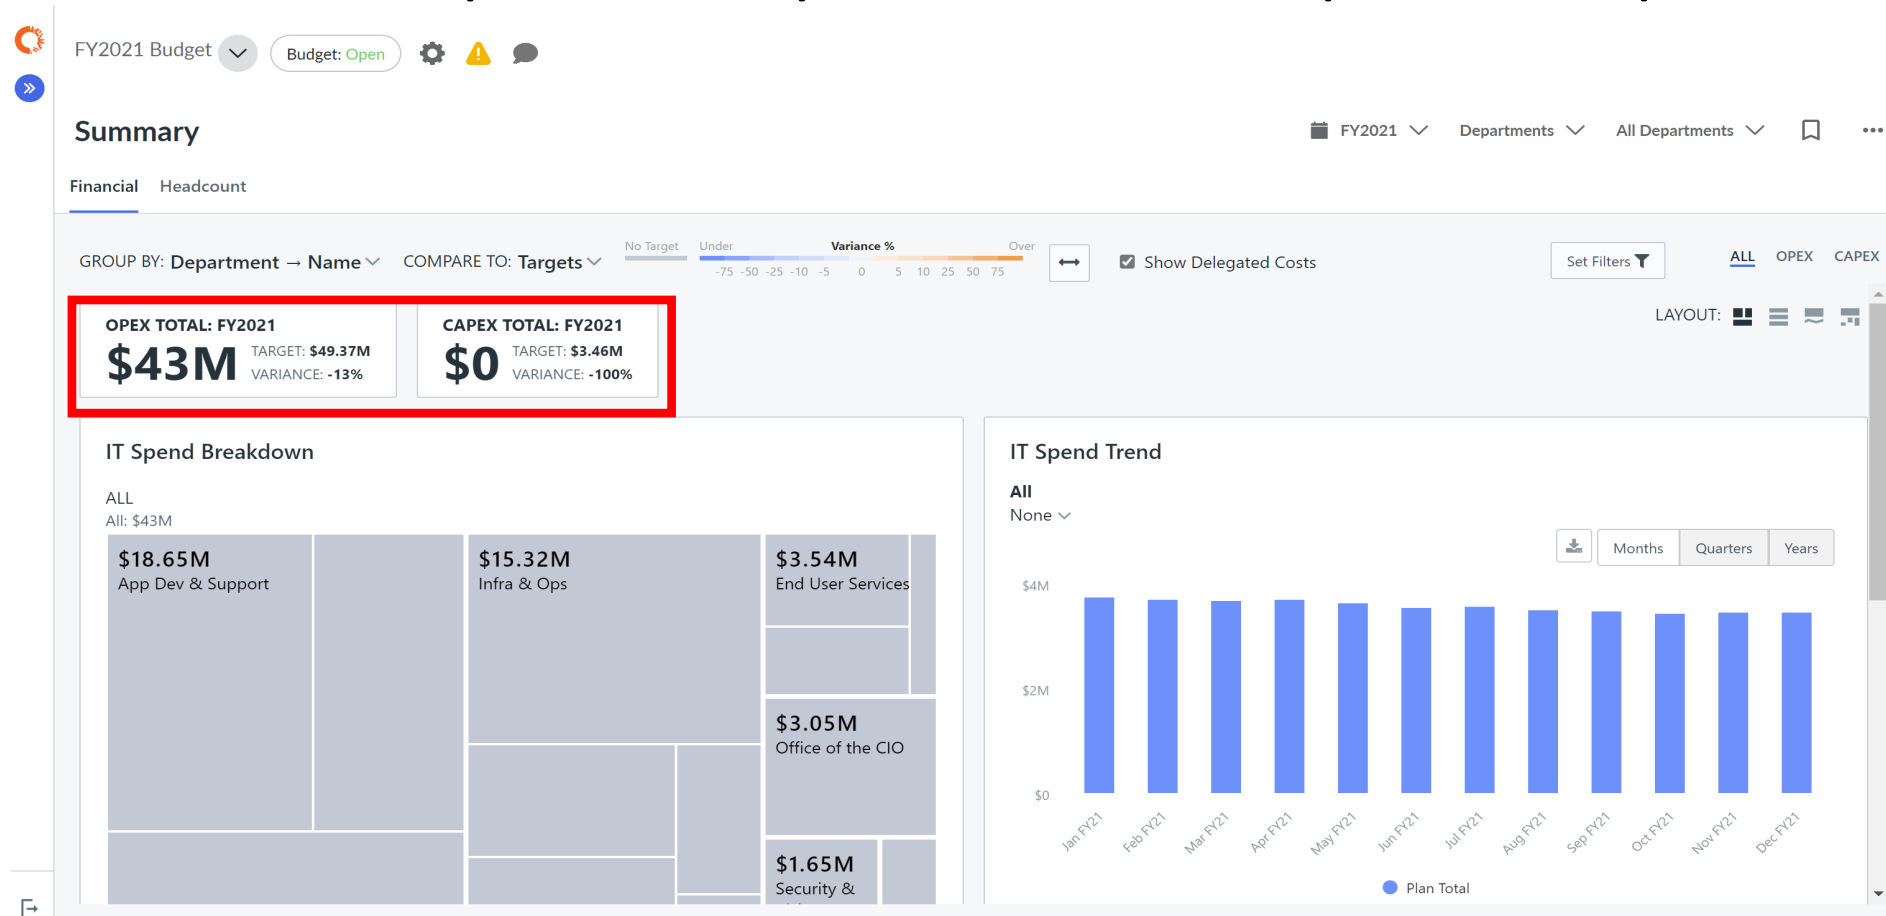 FY2021 Budget
Budget: Open
Summary
FY2021
Departments
All Departments
Financial
Headcount
GROUP BY: Department → Name
COMPARE TO: Targets
No Target
Under
Variance %
Over
-75 -50 -25 -10 -5 0 5 10 25 50 75
Show Delegated Costs
Set Filters
ALL
OPEX
CAPEX
LAYOUT:
OPEX TOTAL: FY2021
$43M
TARGET: $49.37M
VARIANCE: -13%
CAPEX TOTAL: FY2021
$0
TARGET: $3.46M
VARIANCE: -100%
IT Spend Breakdown
ALL
All: $43M
$18.65M
App Dev & Support
$15.32M
Infra & Ops
$3.54M
End User Services
$3.05M
Office of the CIO
$1.65M
Security &
IT Spend Trend
All
None
Months
Quarters
Years
$4M
$2M
$0
Jan FY21
Feb FY21
Mar FY21
Apr FY21
May FY21
Jun FY21
Jul FY21
Aug FY21
Sep FY21
Oct FY21
Nov FY21
Dec FY21
Plan Total